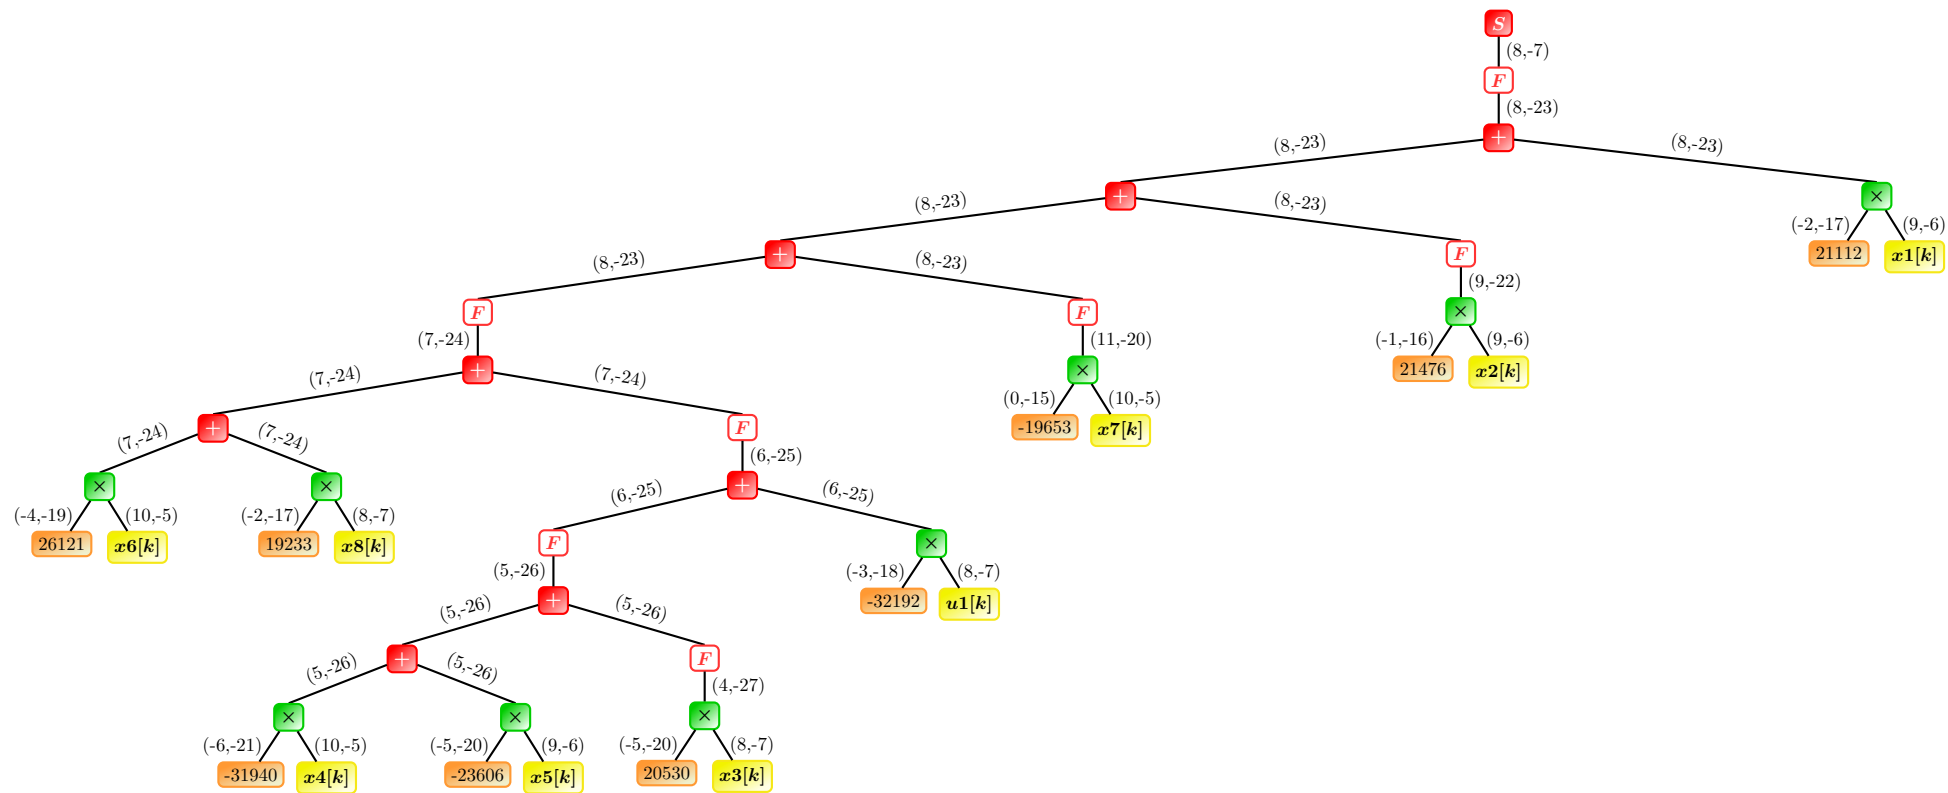 S
(8,-7)
F
(8,-23)
+
(8,-23) (8,-23)
+ ×
(8,-23) (8,-23) (-2,-17) (9,-6)
+ F 21112 x1[k]
(8,-23) (8,-23) (9,-22)
F F ×
(7,-24) (11,-20) (-1,-16) (9,-6)
+ × 21476 x2[k]
(7,-24) (7,-24) (0,-15) (10,-5)
+ F -19653 x7[k]
(7,-24) (7,-24) (6,-25)
× × +
(-4,-19) (10,-5) (-2,-17) (8,-7) (6,-25) (6,-25)
26121 x6[k] 19233 x8[k] F ×
(5,-26) (-3,-18) (8,-7)
+ -32192 u1[k]
(5,-26) (5,-26)
+ F
(5,-26) (5,-26) (4,-27)
× × ×
(-6,-21) (10,-5) (-5,-20) (9,-6) (-5,-20) (8,-7)
-31940 x4[k] -23606 x5[k] 20530 x3[k]